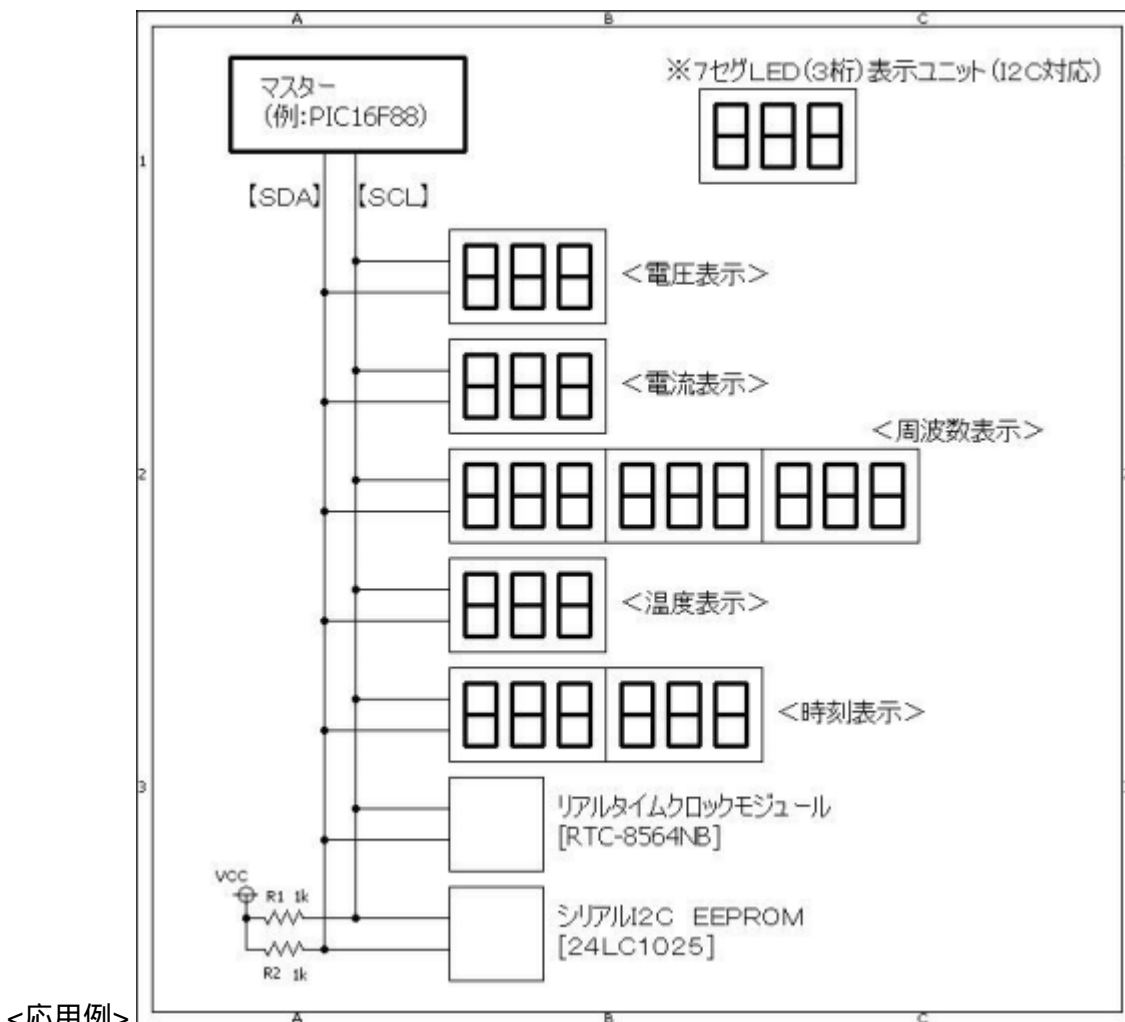 A B C
※7セグLED(3桁)表示ユニット(I2C対応)
マスター
(例:PIC16F88)
1
【SDA】 【SCL】
<電圧表示>
<電流表示>
<周波数表示>
2
<温度表示>
<時刻表示>
3
リアルタイムクロックモジュール
[RTC-8564NB]
VCC
R1 1k
シリアルI2C EEPROM
[24LC1025]
R2 1k
<応用例>
A B C